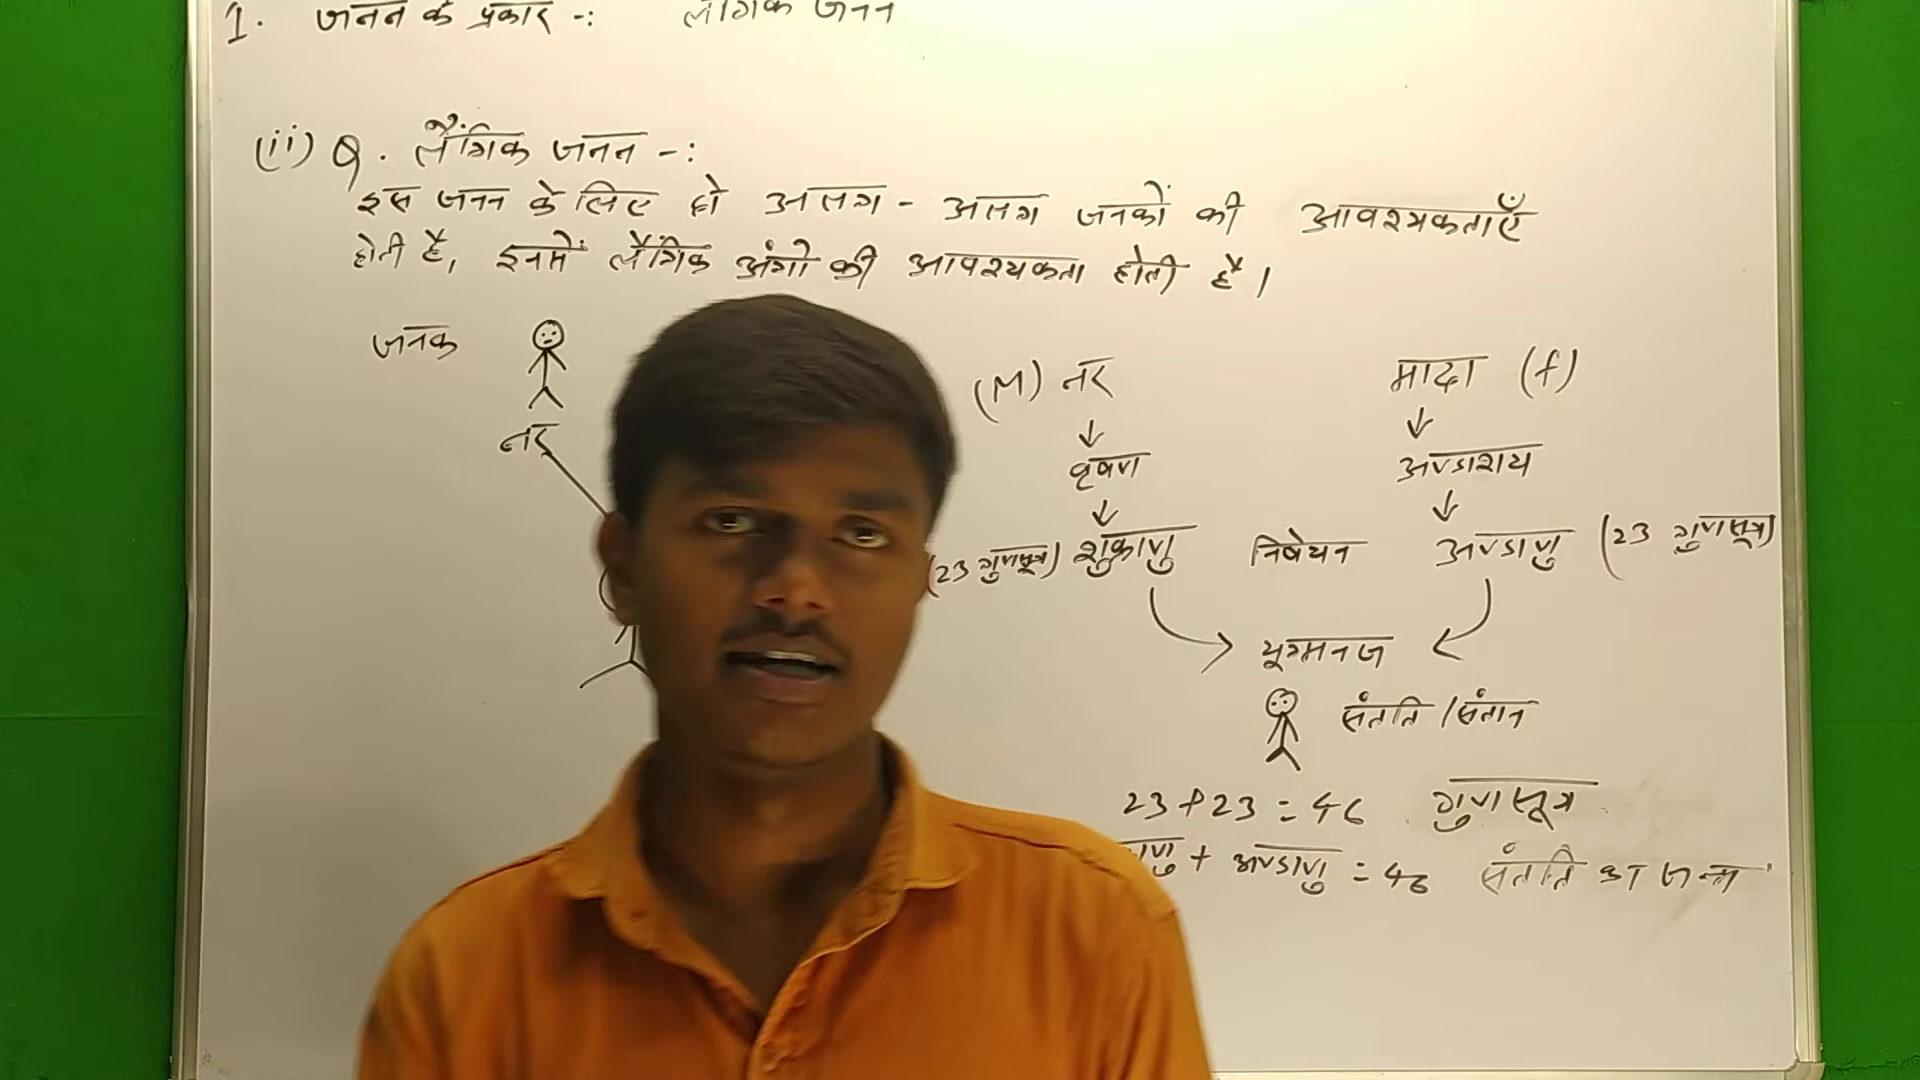 1. जनन के प्रकार -: लैंगिक जनन
(ii) Q. लैंगिक जनन -:
इस जनन के लिए दो अलग - अलग जनकों की आवश्यकताएँ
होती है, इनमें लैंगिक अंगो की आवश्यकता होती है।
जनक
नर
(M) नर मादा (f)
वृषण अण्डाशय
(23 गुणसूत्र) शुक्राणु निषेचन अण्डाणु (23 गुणसूत्र)
युग्मनज
संतति / संतान
23 + 23 = 46 गुणसूत्र
णु + अण्डाणु = 46 संतति का जन्म